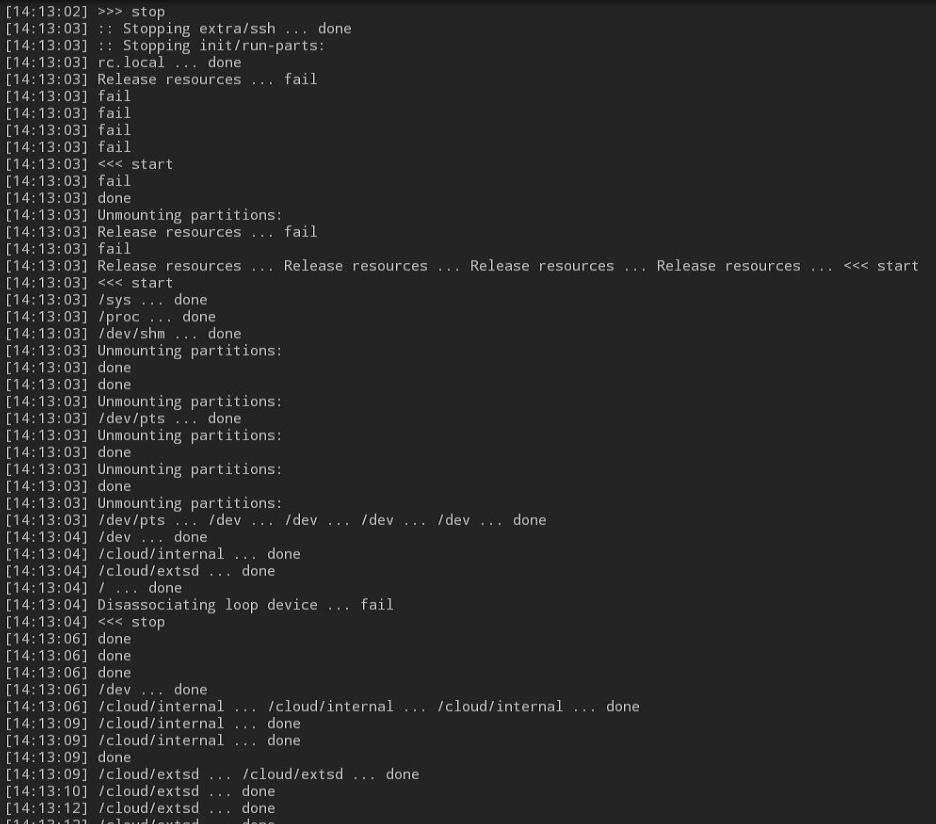 [14:13:02] >>> stop
[14:13:03] :: Stopping extra/ssh ... done
[14:13:03] :: Stopping init/run-parts:
[14:13:03] rc.local ... done
[14:13:03] Release resources ... fail
[14:13:03] fail
[14:13:03] fail
[14:13:03] fail
[14:13:03] fail
[14:13:03] <<< start
[14:13:03] fail
[14:13:03] done
[14:13:03] Unmounting partitions:
[14:13:03] Release resources ... fail
[14:13:03] fail
[14:13:03] Release resources ... Release resources ... Release resources ... Release resources ... <<< start
[14:13:03] <<< start
[14:13:03] /sys ... done
[14:13:03] /proc ... done
[14:13:03] /dev/shm ... done
[14:13:03] Unmounting partitions:
[14:13:03] done
[14:13:03] done
[14:13:03] Unmounting partitions:
[14:13:03] /dev/pts ... done
[14:13:03] Unmounting partitions:
[14:13:03] done
[14:13:03] Unmounting partitions:
[14:13:03] done
[14:13:03] Unmounting partitions:
[14:13:03] /dev/pts ... /dev ... /dev ... /dev ... /dev ... done
[14:13:04] /dev ... done
[14:13:04] /cloud/internal ... done
[14:13:04] /cloud/extsd ... done
[14:13:04] / ... done
[14:13:04] Disassociating loop device ... fail
[14:13:04] <<< stop
[14:13:06] done
[14:13:06] done
[14:13:06] done
[14:13:06] /dev ... done
[14:13:06] /cloud/internal ... /cloud/internal ... /cloud/internal ... done
[14:13:09] /cloud/internal ... done
[14:13:09] /cloud/internal ... done
[14:13:09] done
[14:13:09] /cloud/extsd ... /cloud/extsd ... done
[14:13:10] /cloud/extsd ... done
[14:13:12] /cloud/extsd ... done